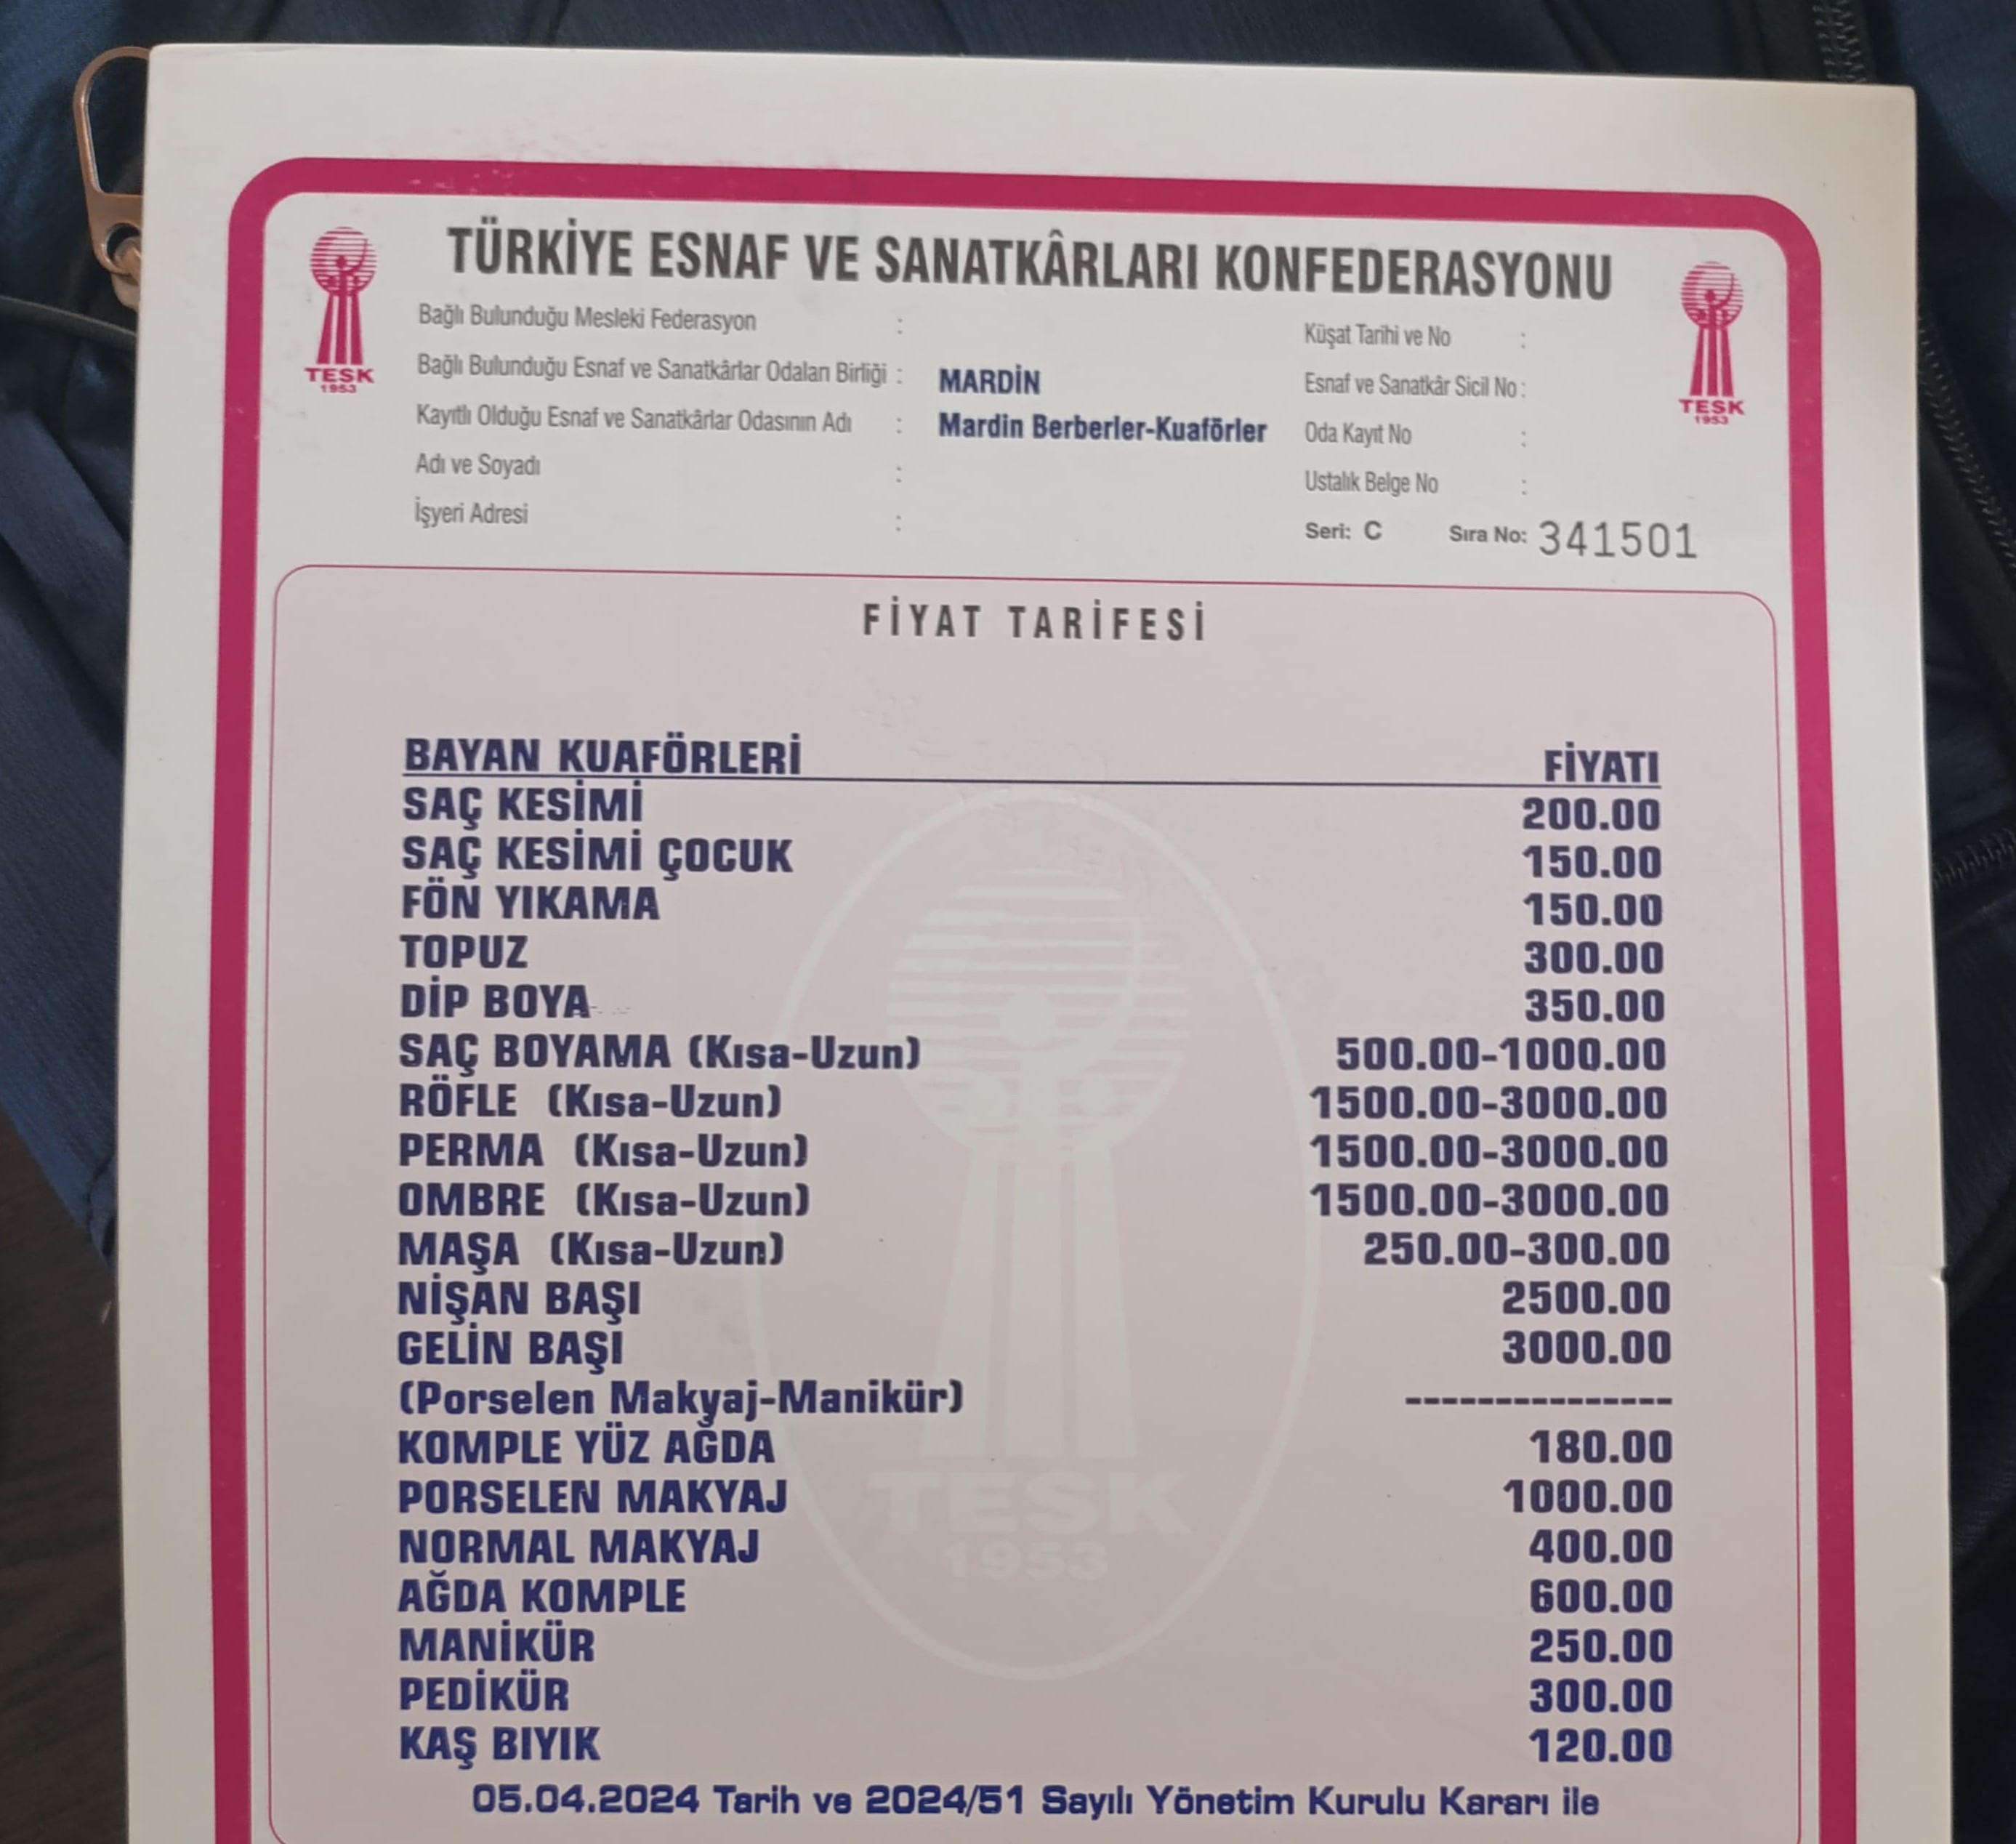 TÜRKİYE ESNAF VE SANATKÂRLARI KONFEDERASYONU
TESK
1953
TESK
1953
Bağlı Bulunduğu Mesleki Federasyon :
Bağlı Bulunduğu Esnaf ve Sanatkârlar Odaları Birliği : MARDİN
Kayıtlı Olduğu Esnaf ve Sanatkârlar Odasının Adı : Mardin Berberler-Kuaförler
Adı ve Soyadı :
İşyeri Adresi :
Küşat Tarihi ve No :
Esnaf ve Sanatkâr Sicil No :
Oda Kayıt No :
Ustalık Belge No :
Seri: C Sıra No: 341501
FİYAT TARİFESİ
BAYAN KUAFÖRLERİ FİYATI
SAÇ KESİMİ 200.00
SAÇ KESİMİ ÇOCUK 150.00
FÖN YIKAMA 150.00
TOPUZ 300.00
DİP BOYA 350.00
SAÇ BOYAMA (Kısa-Uzun) 500.00-1000.00
RÖFLE (Kısa-Uzun) 1500.00-3000.00
PERMA (Kısa-Uzun) 1500.00-3000.00
OMBRE (Kısa-Uzun) 1500.00-3000.00
MAŞA (Kısa-Uzun) 250.00-300.00
NİŞAN BAŞI 2500.00
GELİN BAŞI 3000.00
(Porselen Makyaj-Manikür) --------------
KOMPLE YÜZ AĞDA 180.00
PORSELEN MAKYAJ 1000.00
NORMAL MAKYAJ 400.00
AĞDA KOMPLE 600.00
MANİKÜR 250.00
PEDİKÜR 300.00
KAŞ BIYIK 120.00
TESK
1953
05.04.2024 Tarih ve 2024/51 Sayılı Yönetim Kurulu Kararı ile